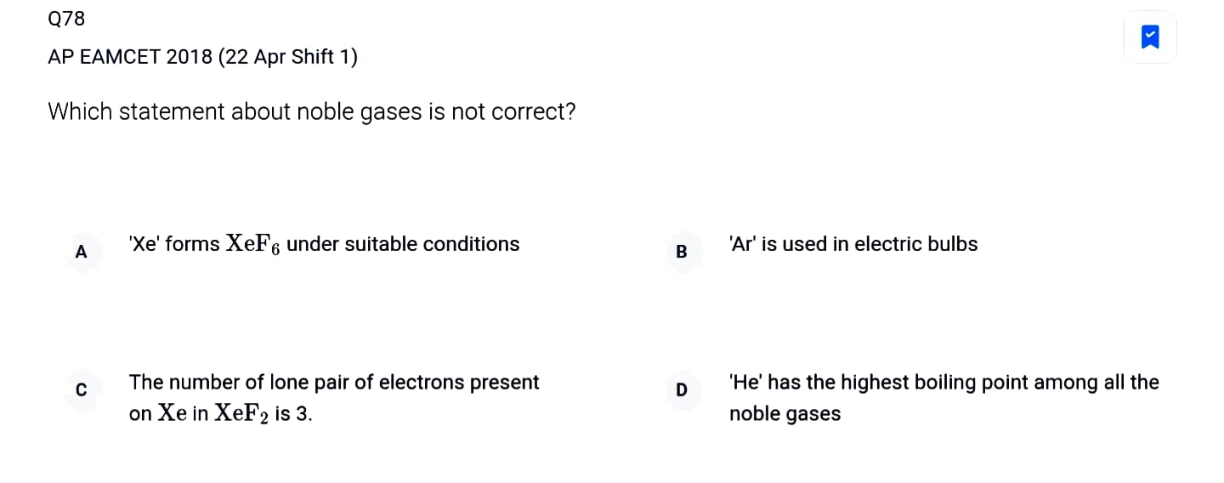 Q78
AP EAMCET 2018 (22 Apr Shift 1)
Which statement about noble gases is not correct?
A 'Xe' forms XeF₆ under suitable conditions
B 'Ar' is used in electric bulbs
C The number of lone pair of electrons present
on Xe in XeF₂ is 3.
D 'He' has the highest boiling point among all the
noble gases